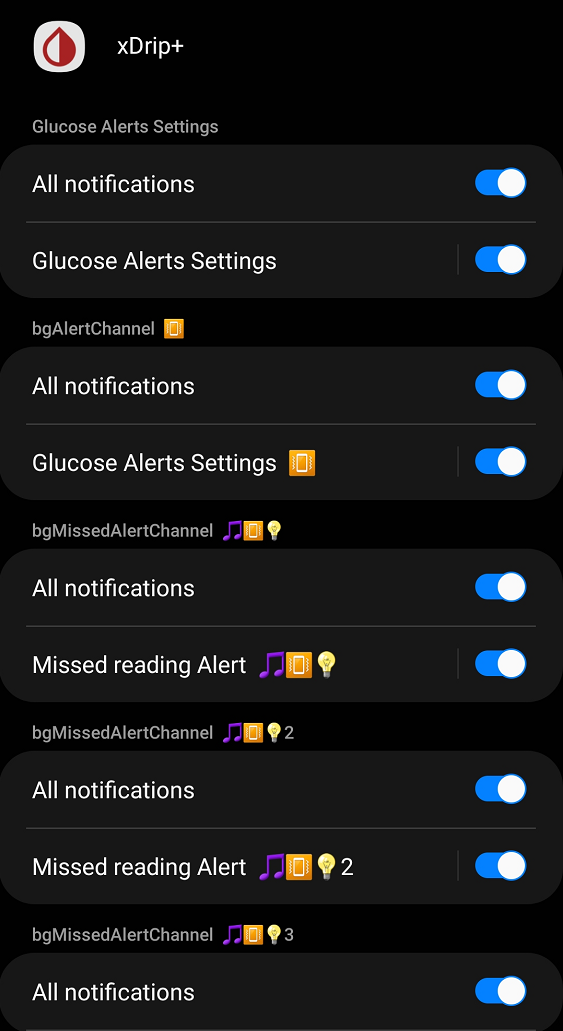 xDrip+
Glucose Alerts Settings
All notifications
Glucose Alerts Settings
bgAlertChannel 📳
All notifications
Glucose Alerts Settings 📳
bgMissedAlertChannel 🎵📳💡
All notifications
Missed reading Alert 🎵📳💡
bgMissedAlertChannel 🎵📳💡2
All notifications
Missed reading Alert 🎵📳💡2
bgMissedAlertChannel 🎵📳💡3
All notifications